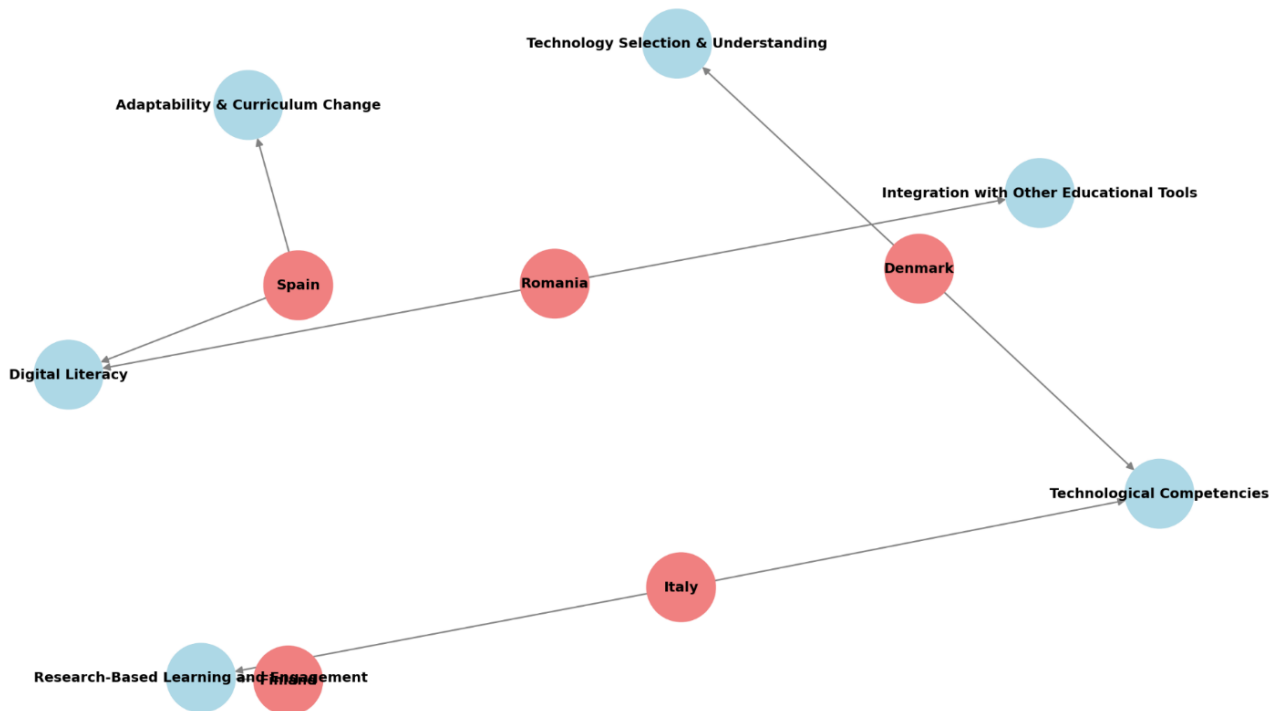 Technology Selection & Understanding
Adaptability & Curriculum Change
Integration with Other Educational Tools
Denmark
Spain
Romania
Digital Literacy
Technological Competencies
Italy
Research-Based Learning and Engagement
Finland